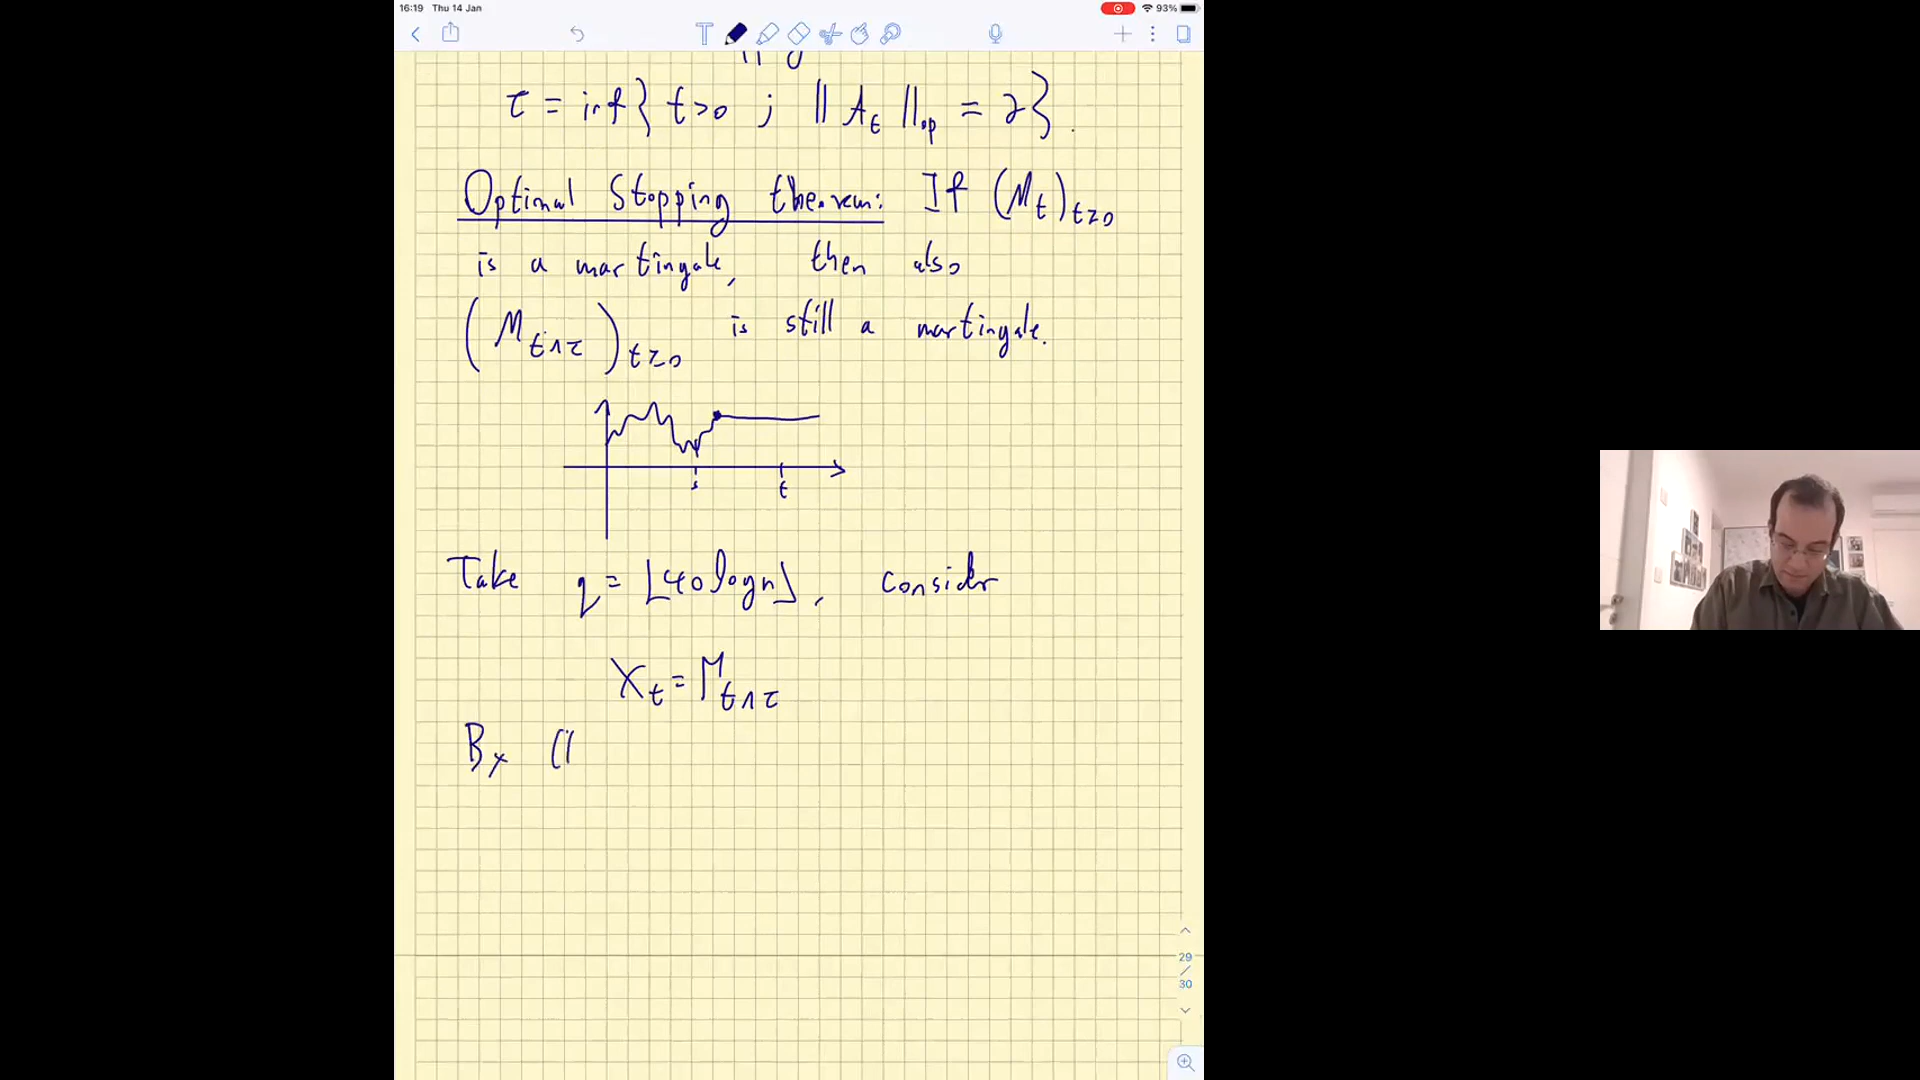 16:19 Thu 14 Jan 93%
τ = inf { t>0 ; || A_t ||_op = 2 } .
Optimal Stopping theorem: If (M_t)_{t≥0}
is a martingale, then also
(M_{t∧τ})_{t≥0} is still a martingale.
s t
Take q = ⌊40 log n⌋, consider
X_t = M_{t∧τ}
By (
29
/
30